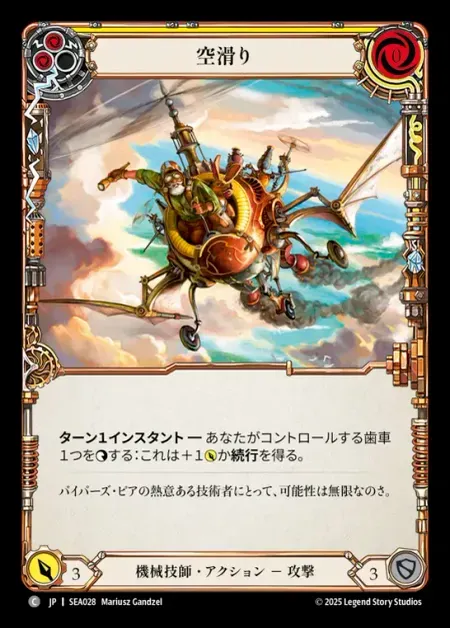 空滑り
0
ターン1インスタント ー あなたがコントロールする歯車
1つをする:これは+1か続行を得る。
パイパーズ・ピアの熱意ある技術者にとって、可能性は無限なのさ。
3
機械技師・アクション − 攻撃
3
C JP | SEA028 Mariusz Gandzel
© 2025 Legend Story Studios